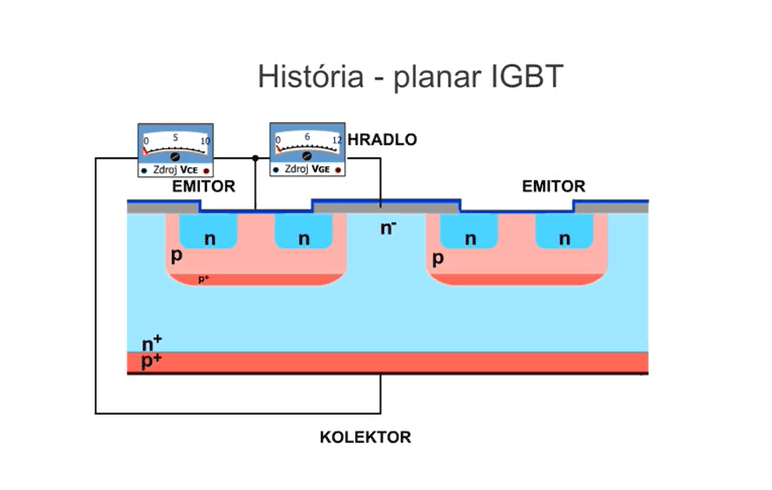 História - planar IGBT
0 5 10
Zdroj VCE
0 6 12
Zdroj VGE
HRADLO
EMITOR
EMITOR
n⁻
n n n n
p p
p⁺
n⁺
p⁺
KOLEKTOR